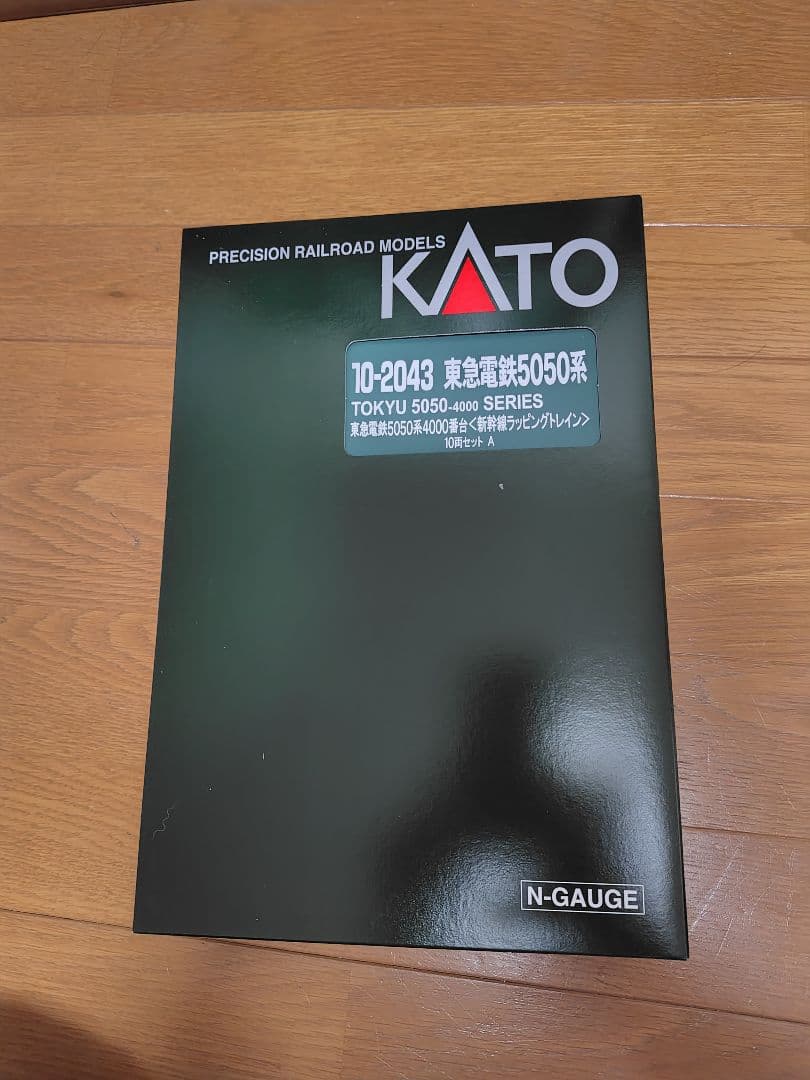 PRECISION RAILROAD MODELS
KATO
10-2043 東急電鉄5050系
TOKYU 5050-4000 SERIES
東急電鉄5050系4000番台<新幹線ラッピングトレイン>
10両セット A
N-GAUGE